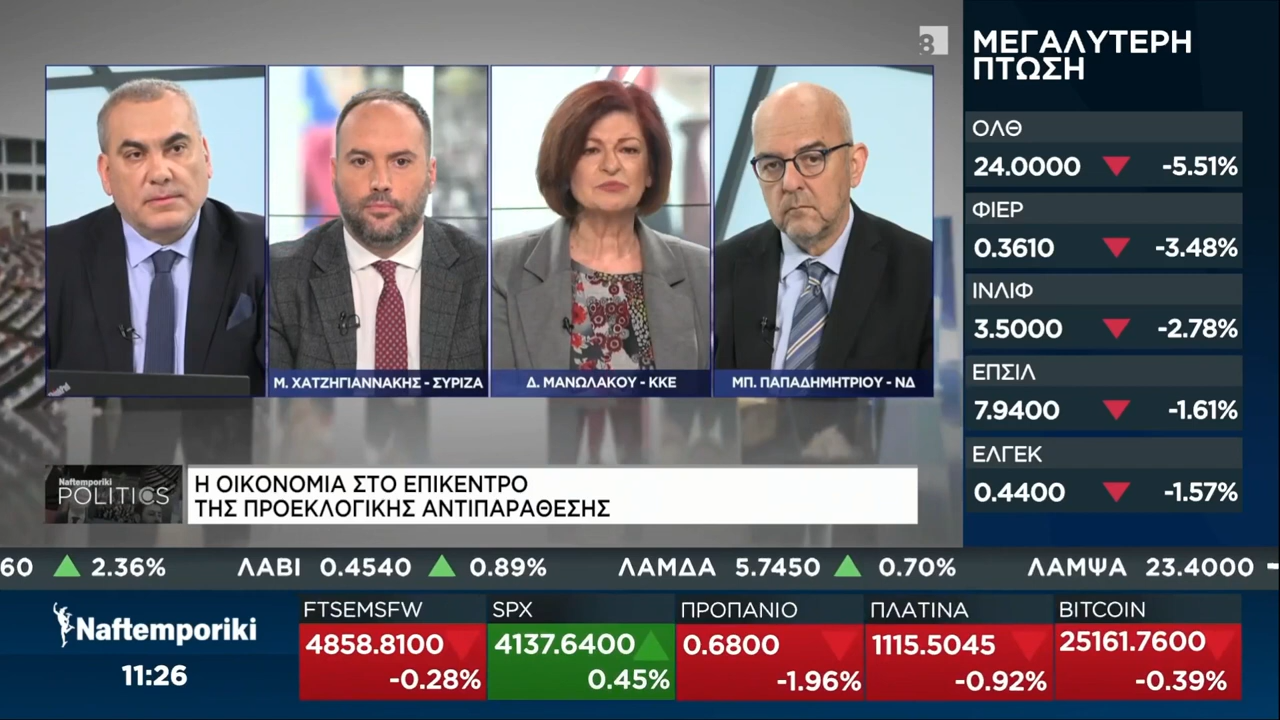 8
ΜΕΓΑΛΥΤΕΡΗ
ΠΤΩΣΗ
ΟΛΘ
24.0000 -5.51%
ΦΙΕΡ
0.3610 -3.48%
ΙΝΛΙΦ
3.5000 -2.78%
ΕΠΣΙΛ
7.9400 -1.61%
ΕΛΓΕΚ
0.4400 -1.57%
Μ. ΧΑΤΖΗΓΙΑΝΝΑΚΗΣ - ΣΥΡΙΖΑ
Δ. ΜΑΝΩΛΑΚΟΥ - ΚΚΕ
ΜΠ. ΠΑΠΑΔΗΜΗΤΡΙΟΥ - ΝΔ
Naftemporiki
POLITICS
Η ΟΙΚΟΝΟΜΙΑ ΣΤΟ ΕΠΙΚΕΝΤΡΟ
ΤΗΣ ΠΡΟΕΚΛΟΓΙΚΗΣ ΑΝΤΙΠΑΡΑΘΕΣΗΣ
60 2.36% ΛΑΒΙ 0.4540 0.89% ΛΑΜΔΑ 5.7450 0.70% ΛΑΜΨΑ 23.4000 -
Naftemporiki
11:26
FTSEMSFW
4858.8100
-0.28%
SPX
4137.6400
0.45%
ΠΡΟΠΑΝΙΟ
0.6800
-1.96%
ΠΛΑΤΙΝΑ
1115.5045
-0.92%
BITCOIN
25161.7600
-0.39%